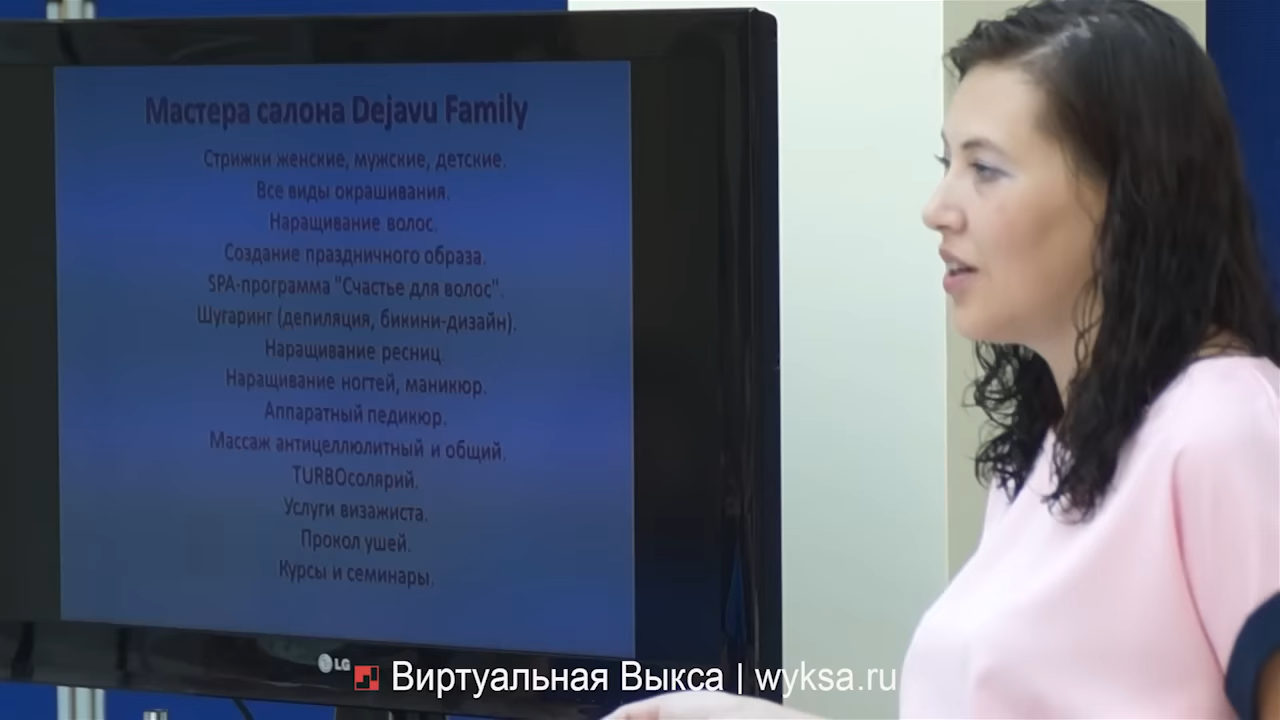 Мастера салона Dejavu Family
Стрижки женские, мужские, детские.
Все виды окрашивания.
Наращивание волос.
Создание праздничного образа.
SPA-программа "Счастье для волос".
Шугаринг (депиляция, бикини-дизайн).
Наращивание ресниц
Наращивание ногтей, маникюр.
Аппаратный педикюр.
Массаж антицеллюлитный и общий.
TURBOсолярий.
Услуги визажиста.
Прокол ушей.
Курсы и семинары.
LG
Виртуальная Выкса | wyksa.ru